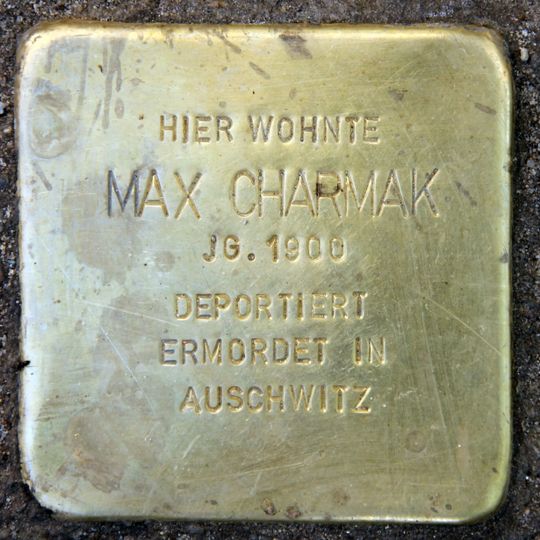 HIER WOHNTE
MAX CHARMAK
JG. 1900
DEPORTIERT
ERMORDET IN
AUSCHWITZ